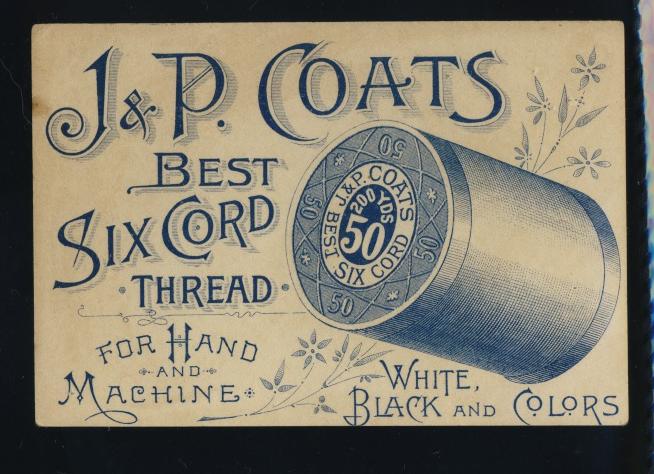 J. & P. COATS
BEST
SIX CORD
THREAD
FOR HAND
AND
MACHINE
50
50
50
50
J. & P. COATS
200 YDS
50
BEST SIX CORD
WHITE,
BLACK AND COLORS